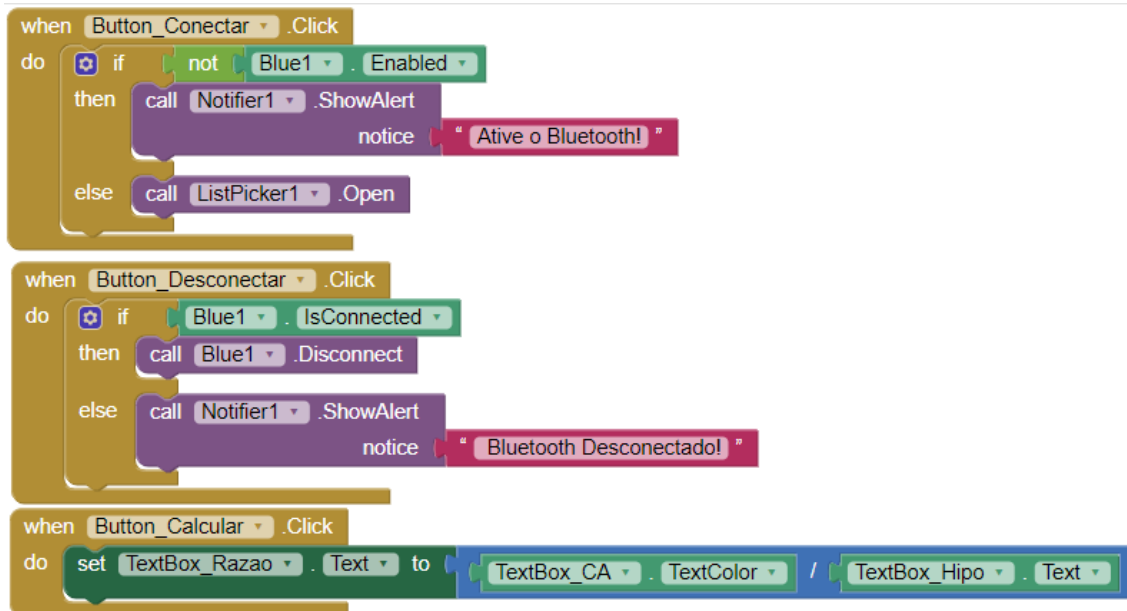 when Button_Conectar .Click
do if not Blue1 . Enabled
then call Notifier1 .ShowAlert
notice " Ative o Bluetooth! "
else call ListPicker1 .Open
when Button_Desconectar .Click
do if Blue1 . IsConnected
then call Blue1 .Disconnect
else call Notifier1 .ShowAlert
notice " Bluetooth Desconectado! "
when Button_Calcular .Click
do set TextBox_Razao . Text to TextBox_CA . TextColor / TextBox_Hipo . Text